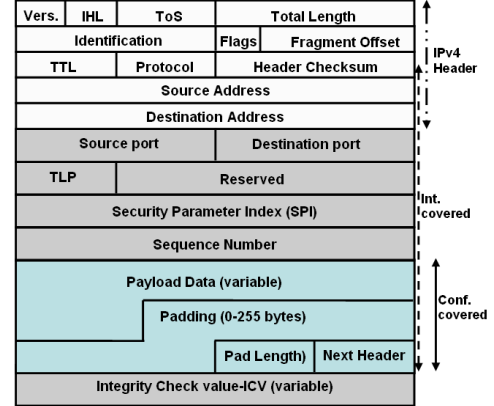 Vers. IHL ToS Total Length
Identification Flags Fragment Offset
IPv4
Header
TTL Protocol Header Checksum
Source Address
Destination Address
Source port Destination port
TLP Reserved
Int.
covered
Security Parameter Index (SPI)
Sequence Number
Payload Data (variable)
Conf.
covered
Padding (0-255 bytes)
Pad Length) Next Header
Integrity Check value-ICV (variable)